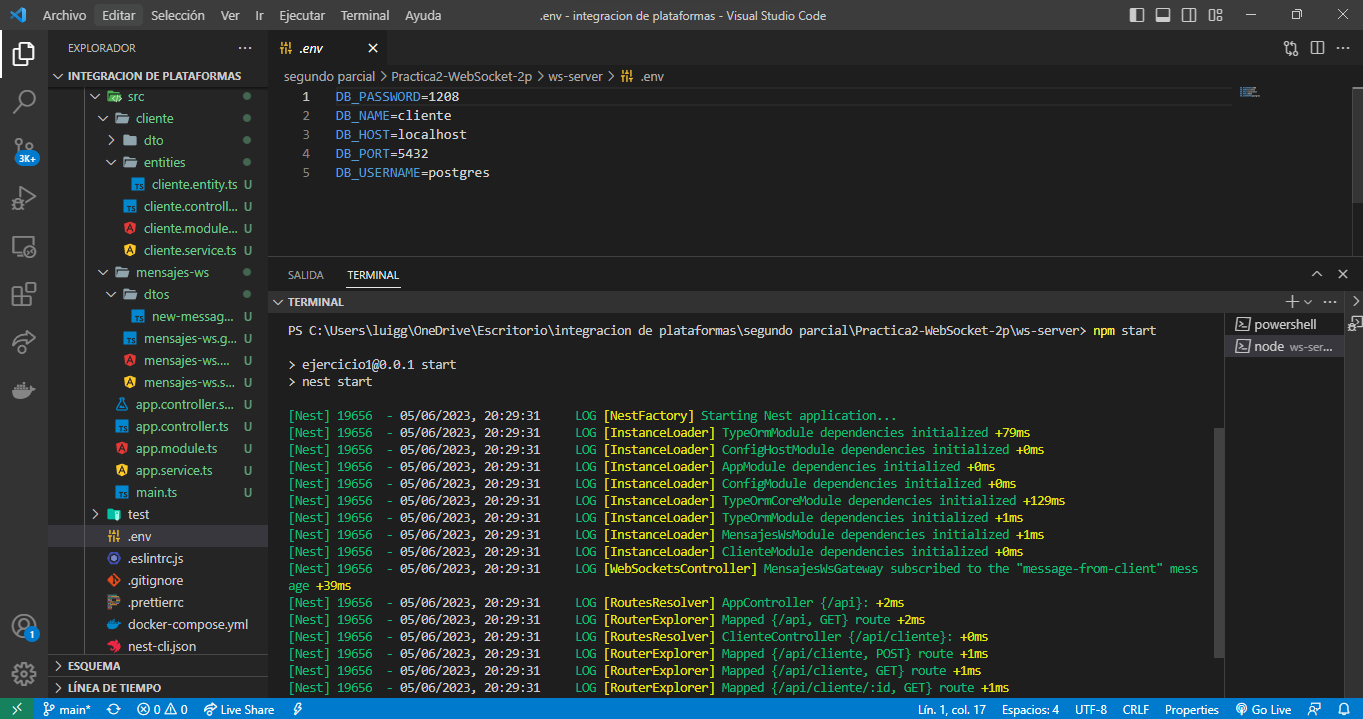 Archivo Editar Selección Ver Ir Ejecutar Terminal Ayuda
.env - integracion de plataformas - Visual Studio Code
EXPLORADOR
INTEGRACION DE PLATAFORMAS
src
cliente
dto
entities
cliente.entity.ts U
cliente.controll... U
cliente.module... U
cliente.service.ts U
mensajes-ws
dtos
new-messag... U
mensajes-ws.g... U
mensajes-ws.... U
mensajes-ws.s... U
app.controller.s... U
app.controller.ts U
app.module.ts U
app.service.ts U
main.ts U
test
.env
.eslintrc.js
.gitignore
.prettierrc
docker-compose.yml
nest-cli.json
ESQUEMA
LÍNEA DE TIEMPO
3K+
1
.env
segundo parcial > Practica2-WebSocket-2p > ws-server > .env
1 DB_PASSWORD=1208
2 DB_NAME=cliente
3 DB_HOST=localhost
4 DB_PORT=5432
5 DB_USERNAME=postgres
SALIDA TERMINAL
TERMINAL
powershell
node ws-ser...
PS C:\Users\luigg\OneDrive\Escritorio\integracion de plataformas\segundo parcial\Practica2-WebSocket-2p\ws-server> npm start
> ejercicio1@0.0.1 start
> nest start
[Nest] 19656 - 05/06/2023, 20:29:31 LOG [NestFactory] Starting Nest application...
[Nest] 19656 - 05/06/2023, 20:29:31 LOG [InstanceLoader] TypeOrmModule dependencies initialized +79ms
[Nest] 19656 - 05/06/2023, 20:29:31 LOG [InstanceLoader] ConfigHostModule dependencies initialized +0ms
[Nest] 19656 - 05/06/2023, 20:29:31 LOG [InstanceLoader] AppModule dependencies initialized +0ms
[Nest] 19656 - 05/06/2023, 20:29:31 LOG [InstanceLoader] ConfigModule dependencies initialized +0ms
[Nest] 19656 - 05/06/2023, 20:29:31 LOG [InstanceLoader] TypeOrmCoreModule dependencies initialized +129ms
[Nest] 19656 - 05/06/2023, 20:29:31 LOG [InstanceLoader] TypeOrmModule dependencies initialized +1ms
[Nest] 19656 - 05/06/2023, 20:29:31 LOG [InstanceLoader] MensajesWsModule dependencies initialized +1ms
[Nest] 19656 - 05/06/2023, 20:29:31 LOG [InstanceLoader] ClienteModule dependencies initialized +0ms
[Nest] 19656 - 05/06/2023, 20:29:31 LOG [WebSocketsController] MensajesWsGateway subscribed to the "message-from-client" mess
age +39ms
[Nest] 19656 - 05/06/2023, 20:29:31 LOG [RoutesResolver] AppController {/api}: +2ms
[Nest] 19656 - 05/06/2023, 20:29:31 LOG [RouterExplorer] Mapped {/api, GET} route +2ms
[Nest] 19656 - 05/06/2023, 20:29:31 LOG [RoutesResolver] ClienteController {/api/cliente}: +0ms
[Nest] 19656 - 05/06/2023, 20:29:31 LOG [RouterExplorer] Mapped {/api/cliente, POST} route +1ms
[Nest] 19656 - 05/06/2023, 20:29:31 LOG [RouterExplorer] Mapped {/api/cliente, GET} route +1ms
[Nest] 19656 - 05/06/2023, 20:29:31 LOG [RouterExplorer] Mapped {/api/cliente/:id, GET} route +1ms
main* 0 0 Live Share Lín. 1, col. 17 Espacios: 4 UTF-8 CRLF Properties Go Live